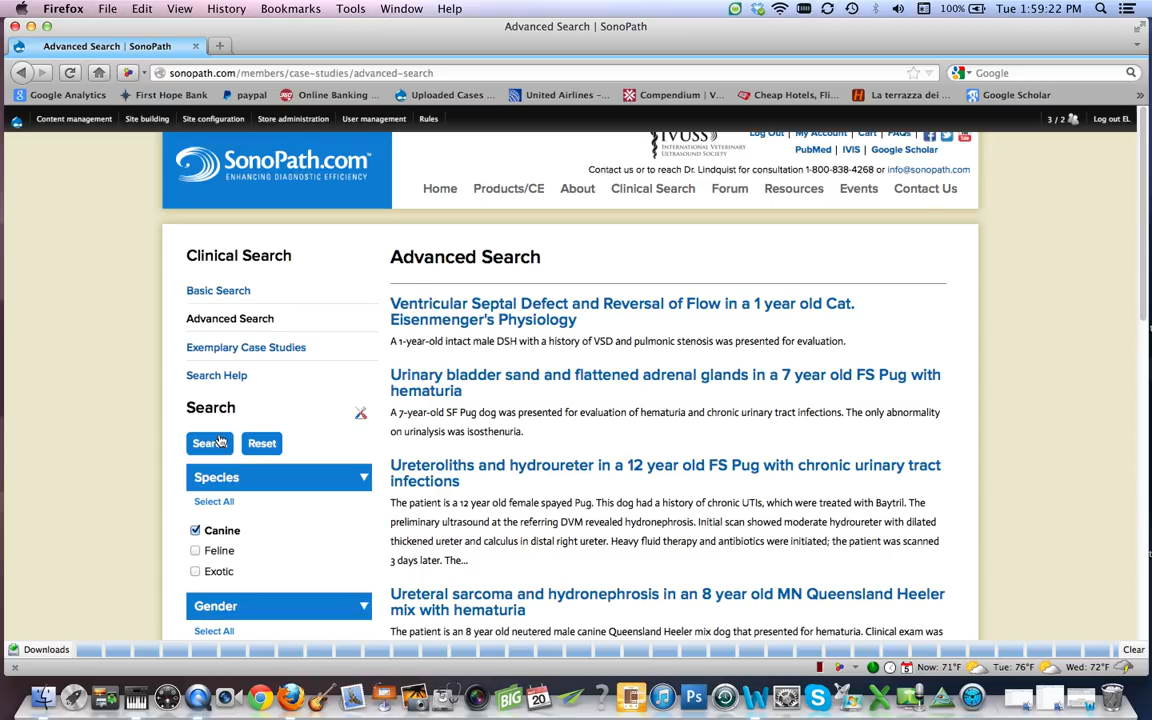 Firefox File Edit View History Bookmarks Tools Window Help 100% Tue 1:59:22 PM
Advanced Search | SonoPath
Advanced Search | SonoPath
sonopath.com/members/case-studies/advanced-search Google
Google Analytics First Hope Bank paypal Online Banking ... Uploaded Cases ... United Airlines -... Compendium | V... Cheap Hotels, Fli... La terrazza dei ... Google Scholar
Content management Site building Site configuration Store administration User management Rules 3 / 2 Log out EL
SonoPath.com
ENHANCING DIAGNOSTIC EFFICIENCY
IVUSS
INTERNATIONAL VETERINARY
ULTRASOUND SOCIETY
Log Out My Account Cart FAQs
PubMed IVIS Google Scholar
Contact us or to reach Dr. Lindquist for consultation 1-800-838-4268 or info@sonopath.com
Home Products/CE About Clinical Search Forum Resources Events Contact Us
Clinical Search
Basic Search
Advanced Search
Exemplary Case Studies
Search Help
Search
Search Reset
Species
Select All
Canine
Feline
Exotic
Gender
Select All
Advanced Search
Ventricular Septal Defect and Reversal of Flow in a 1 year old Cat.
Eisenmenger's Physiology
A 1-year-old intact male DSH with a history of VSD and pulmonic stenosis was presented for evaluation.
Urinary bladder sand and flattened adrenal glands in a 7 year old FS Pug with
hematuria
A 7-year-old SF Pug dog was presented for evaluation of hematuria and chronic urinary tract infections. The only abnormality
on urinalysis was isosthenuria.
Ureteroliths and hydroureter in a 12 year old FS Pug with chronic urinary tract
infections
The patient is a 12 year old female spayed Pug. This dog had a history of chronic UTIs, which were treated with Baytril. The
preliminary ultrasound at the referring DVM revealed hydronephrosis. Initial scan showed moderate hydroureter with dilated
thickened ureter and calculus in distal right ureter. Heavy fluid therapy and antibiotics were initiated; the patient was scanned
3 days later. The...
Ureteral sarcoma and hydronephrosis in an 8 year old MN Queensland Heeler
mix with hematuria
The patient is an 8 year old neutered male canine Queensland Heeler mix dog that presented for hematuria. Clinical exam was
Downloads Clear
Now: 71°F Tue: 76°F Wed: 72°F